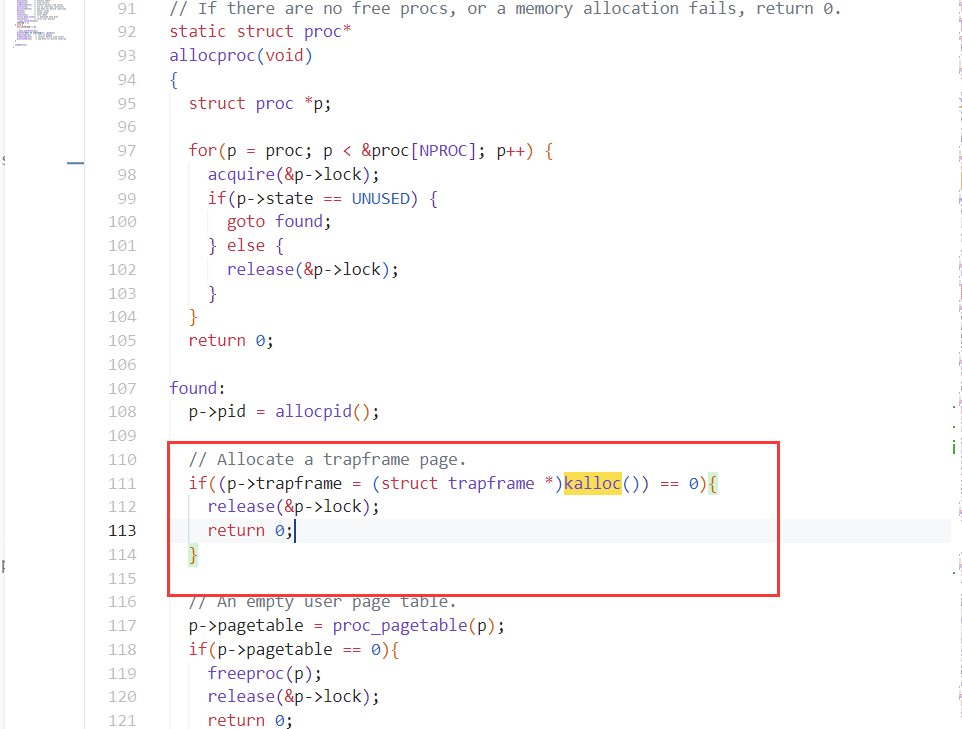 91 // If there are no free procs, or a memory allocation fails, return 0.
92 static struct proc*
93 allocproc(void)
94 {
95 struct proc *p;
96
97 for(p = proc; p < &proc[NPROC]; p++) {
98 acquire(&p->lock);
99 if(p->state == UNUSED) {
100 goto found;
101 } else {
102 release(&p->lock);
103 }
104 }
105 return 0;
106
107 found:
108 p->pid = allocpid();
109
110 // Allocate a trapframe page.
111 if((p->trapframe = (struct trapframe *)kalloc()) == 0){
112 release(&p->lock);
113 return 0;
114 }
115
116 // An empty user page table.
117 p->pagetable = proc_pagetable(p);
118 if(p->pagetable == 0){
119 freeproc(p);
120 release(&p->lock);
121 return 0;